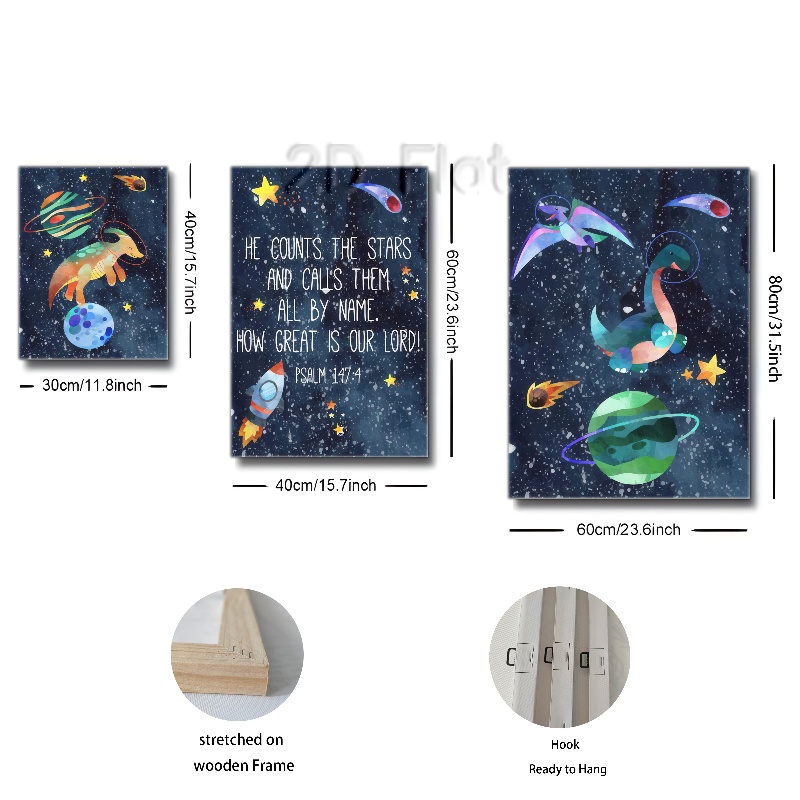 2D Flat
40cm/15.7inch
30cm/11.8inch
HE COUNTS THE STARS
AND CALLS THEM
ALL BY NAME.
HOW GREAT IS OUR LORD!
PSALM 147:4
60cm/23.6inch
40cm/15.7inch
80cm/31.5inch
60cm/23.6inch
stretched on
wooden Frame
Hook
Ready to Hang